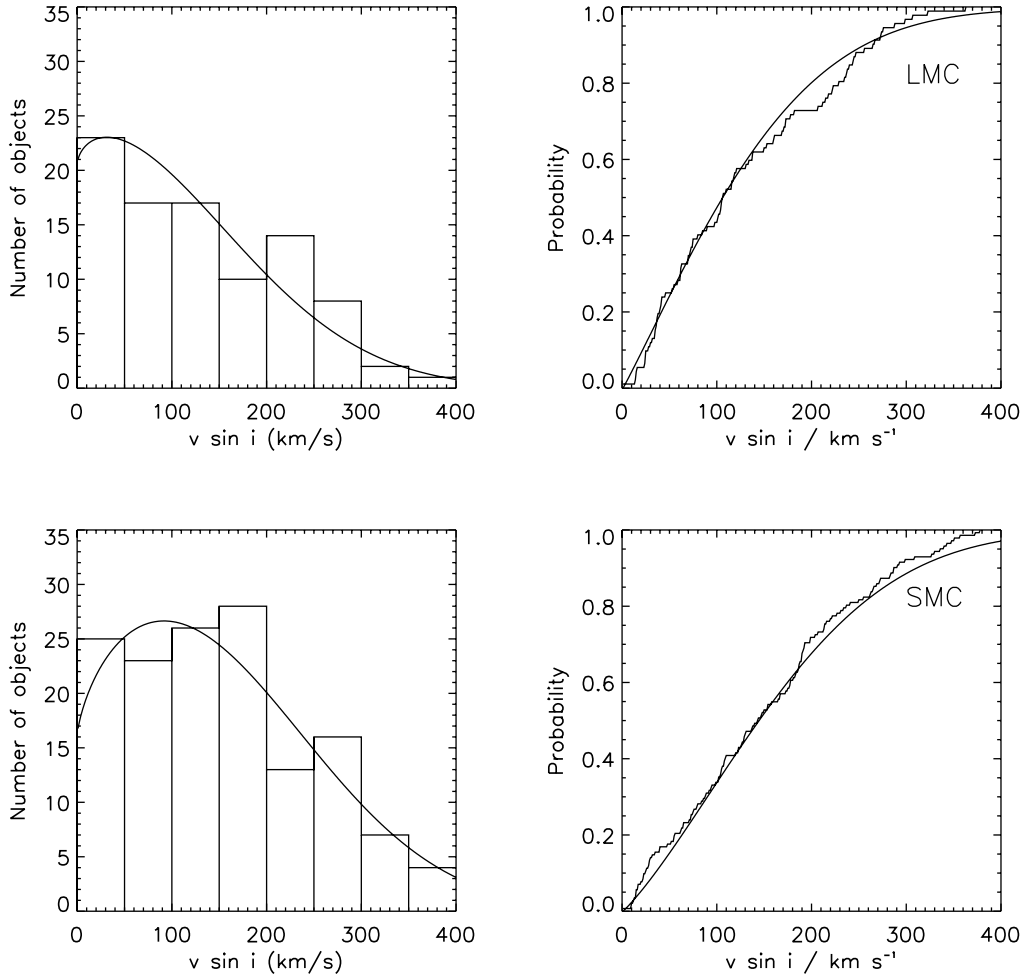 35
30
25
20
15
10
5
0
Number of objects
0 100 200 300 400
v sin i (km/s)
1.0
0.8
0.6
0.4
0.2
0.0
Probability
LMC
0 100 200 300 400
v sin i / km s⁻¹
35
30
25
20
15
10
5
0
Number of objects
0 100 200 300 400
v sin i (km/s)
1.0
0.8
0.6
0.4
0.2
0.0
Probability
SMC
0 100 200 300 400
v sin i / km s⁻¹